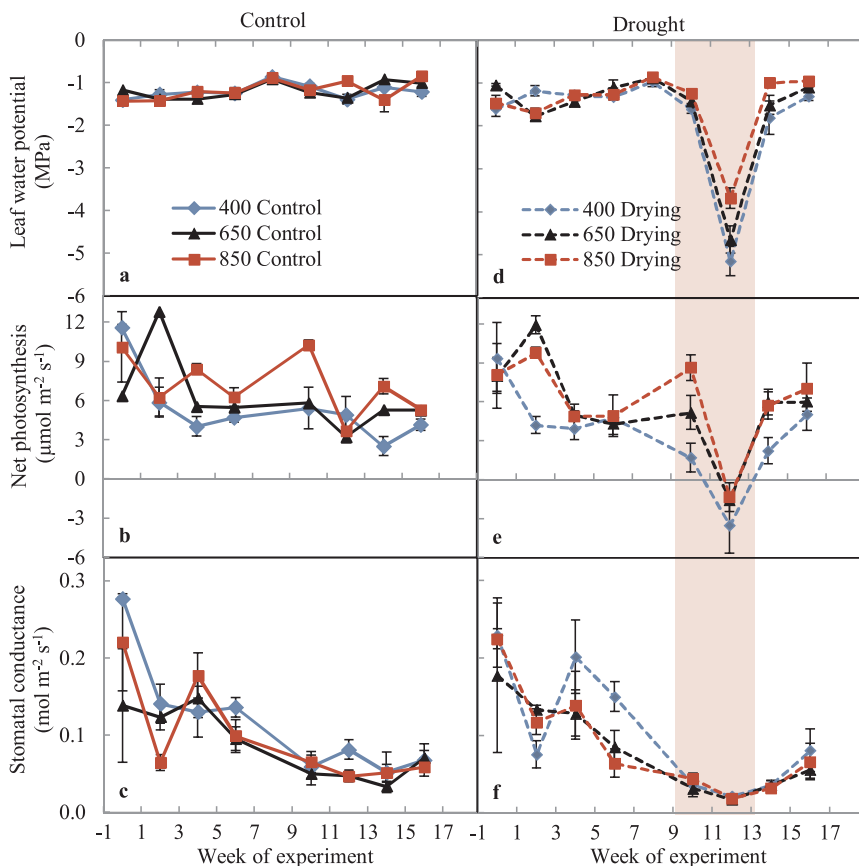 Control
Drought
Leaf water potential
(MPa)
0
-1
-2
-3
-4
-5
-6
400 Control
650 Control
850 Control
a
400 Drying
650 Drying
850 Drying
d
Net photosynthesis
(μmol m⁻² s⁻¹)
12
9
6
3
0
-3
-6
b
e
Stomatal conductance
(mol m⁻² s⁻¹)
0.3
0.2
0.1
0.0
c
f
-1 1 3 5 7 9 11 13 15 17
-1 1 3 5 7 9 11 13 15 17
Week of experiment
Week of experiment